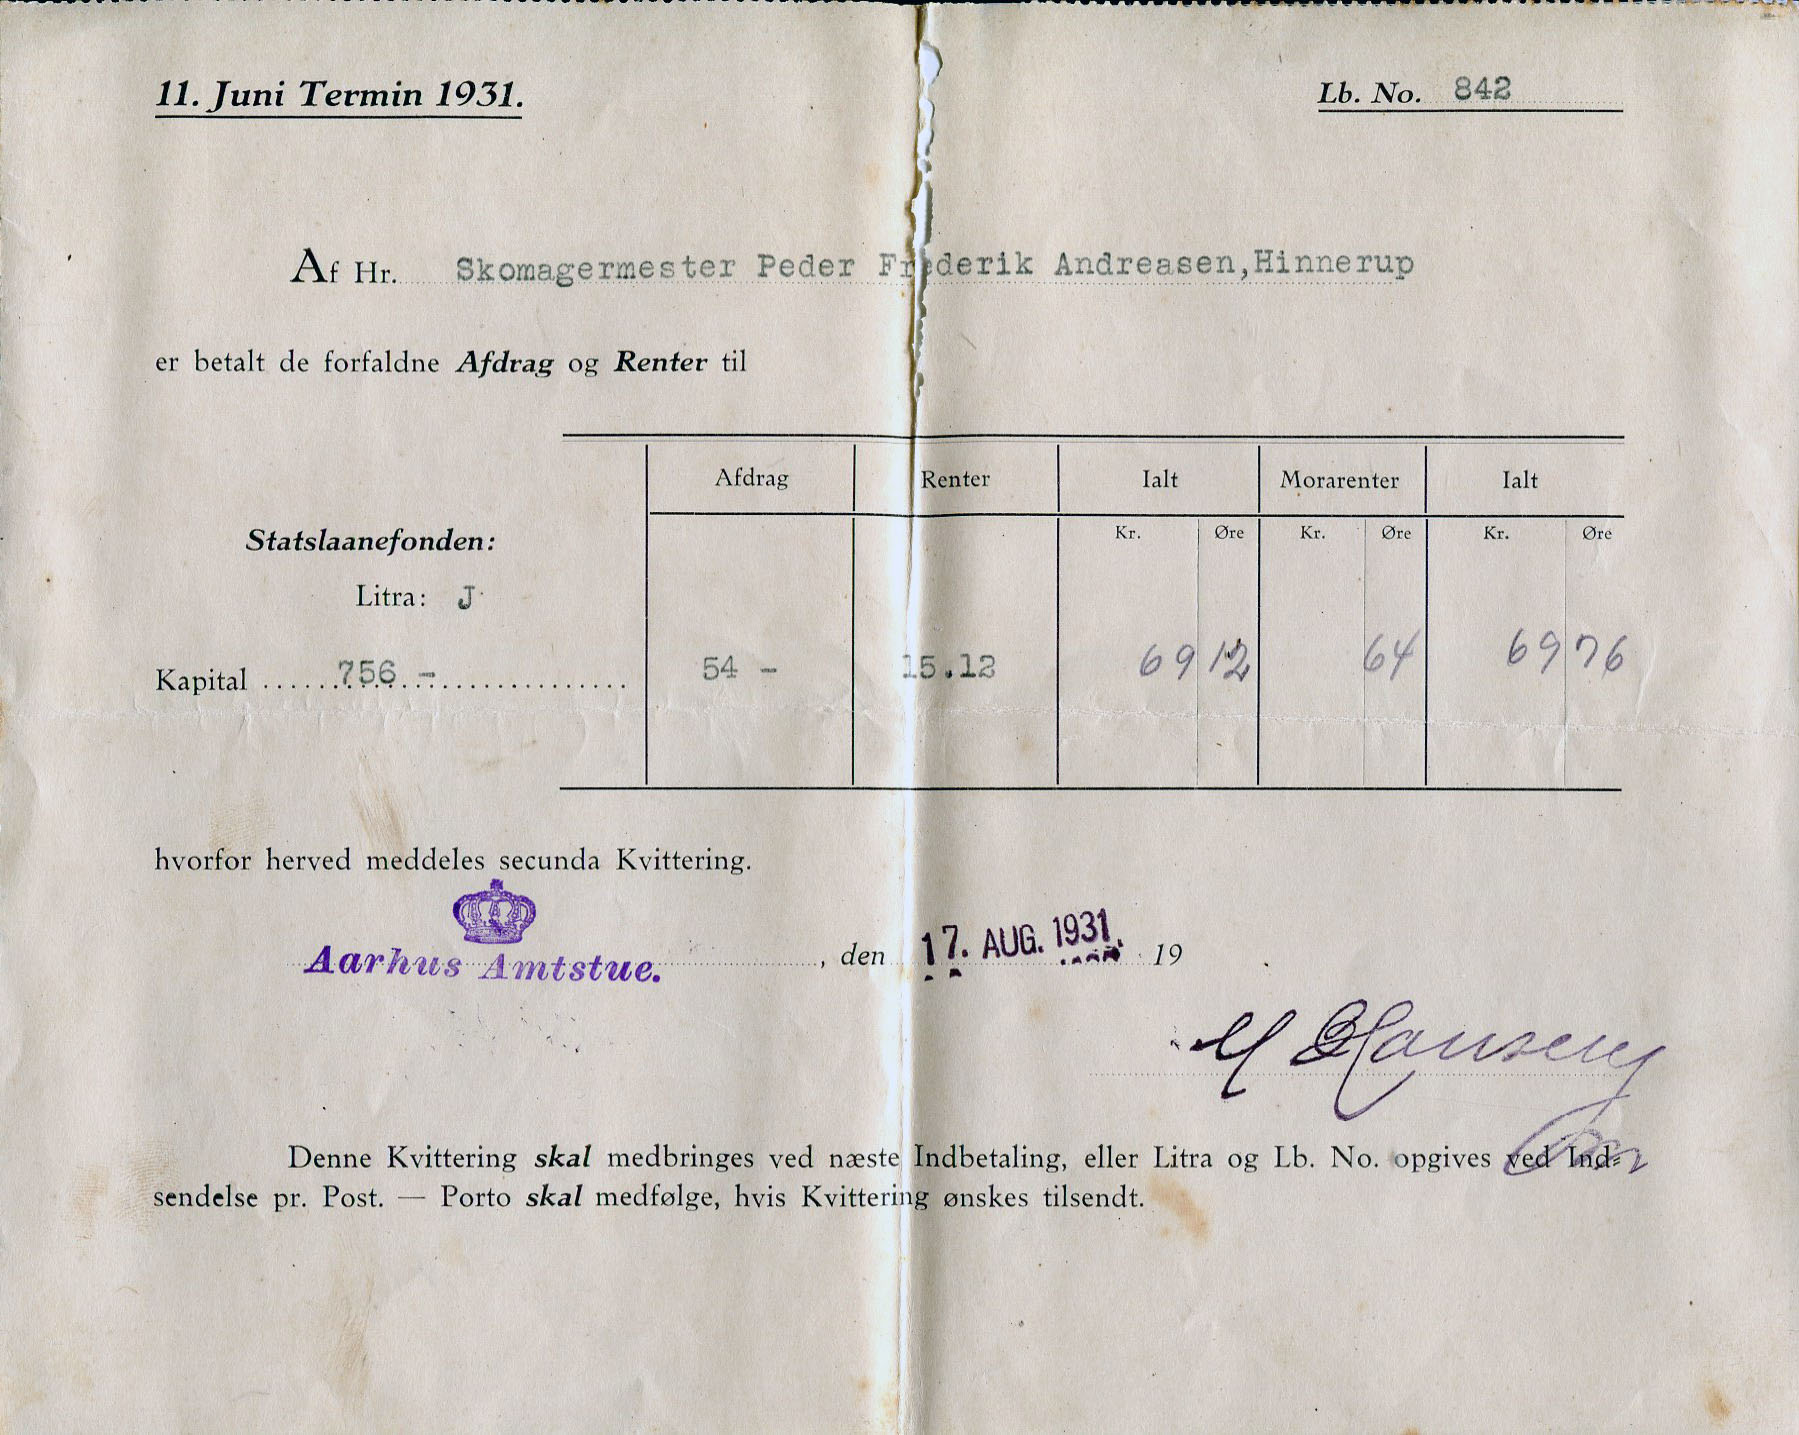 11. Juni Termin 1931.
Lb. No. 842
Af Hr. Skomagermester Peder Frederik Andreasen, Hinnerup
er betalt de forfaldne Afdrag og Renter til
Afdrag Renter Ialt Morarenter Ialt
Kr. Øre Kr. Øre Kr. Øre
Statslaanefonden:
Litra: J
Kapital 756 - 54 - 15.12 69 12 64 69 76
hvorfor herved meddeles secunda Kvittering.
Aarhus Amtstue. , den 17. AUG. 1931. 19
Hansen
Denne Kvittering skal medbringes ved næste Indbetaling, eller Litra og Lb. No. opgives ved Ind-
sendelse pr. Post. — Porto skal medfølge, hvis Kvittering ønskes tilsendt.